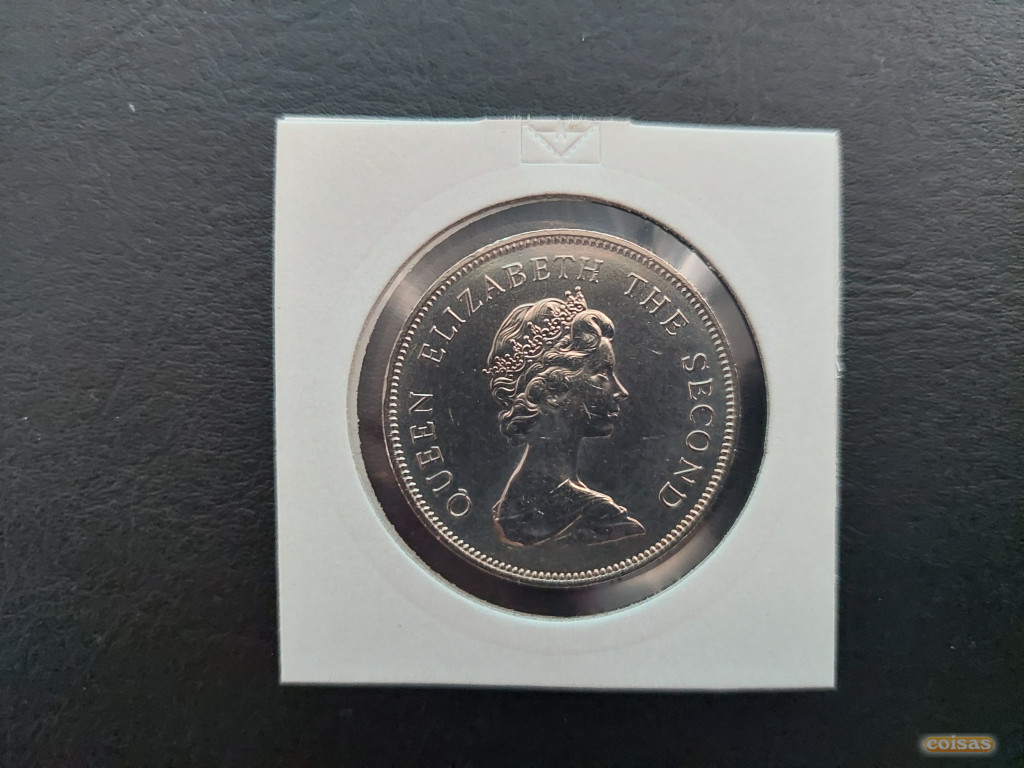 QUEEN ELIZABETH THE SECOND
coisas